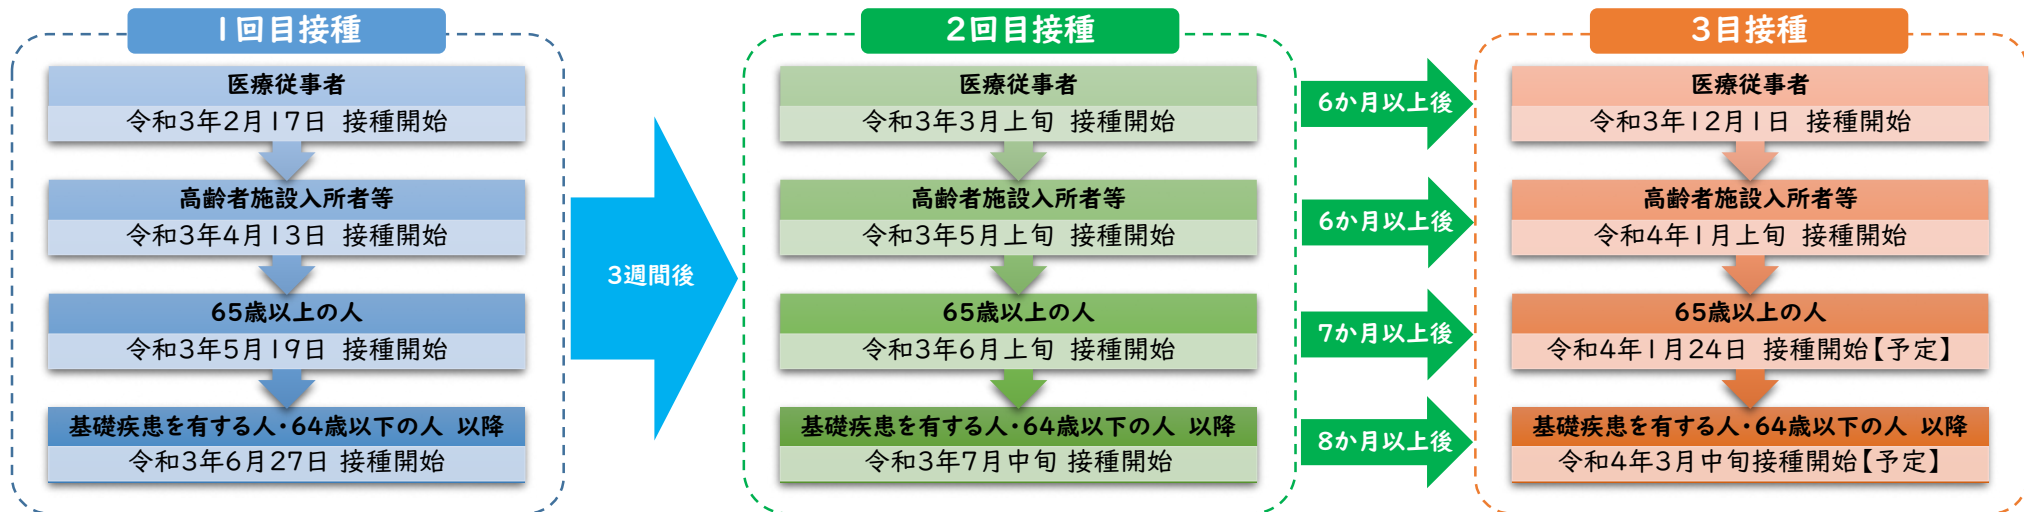 1回目接種
医療従事者
令和3年2月17日 接種開始
高齢者施設入所者等
令和3年4月13日 接種開始
65歳以上の人
令和3年5月19日 接種開始
基礎疾患を有する人・64歳以下の人 以降
令和3年6月27日 接種開始
3週間後
2回目接種
医療従事者
令和3年3月上旬 接種開始
高齢者施設入所者等
令和3年5月上旬 接種開始
65歳以上の人
令和3年6月上旬 接種開始
基礎疾患を有する人・64歳以下の人 以降
令和3年7月中旬 接種開始
6か月以上後
6か月以上後
7か月以上後
8か月以上後
3目接種
医療従事者
令和3年12月1日 接種開始
高齢者施設入所者等
令和4年1月上旬 接種開始
65歳以上の人
令和4年1月24日 接種開始【予定】
基礎疾患を有する人・64歳以下の人 以降
令和4年3月中旬接種開始【予定】